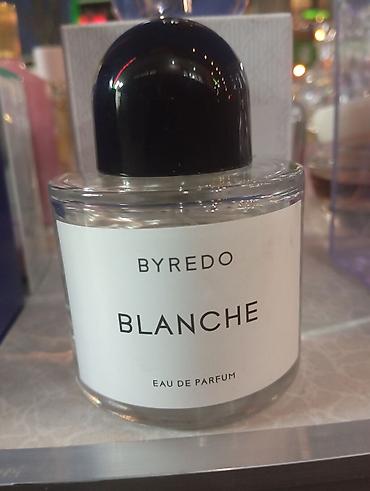 BYREDO
BLANCHE
EAU DE PARFUM